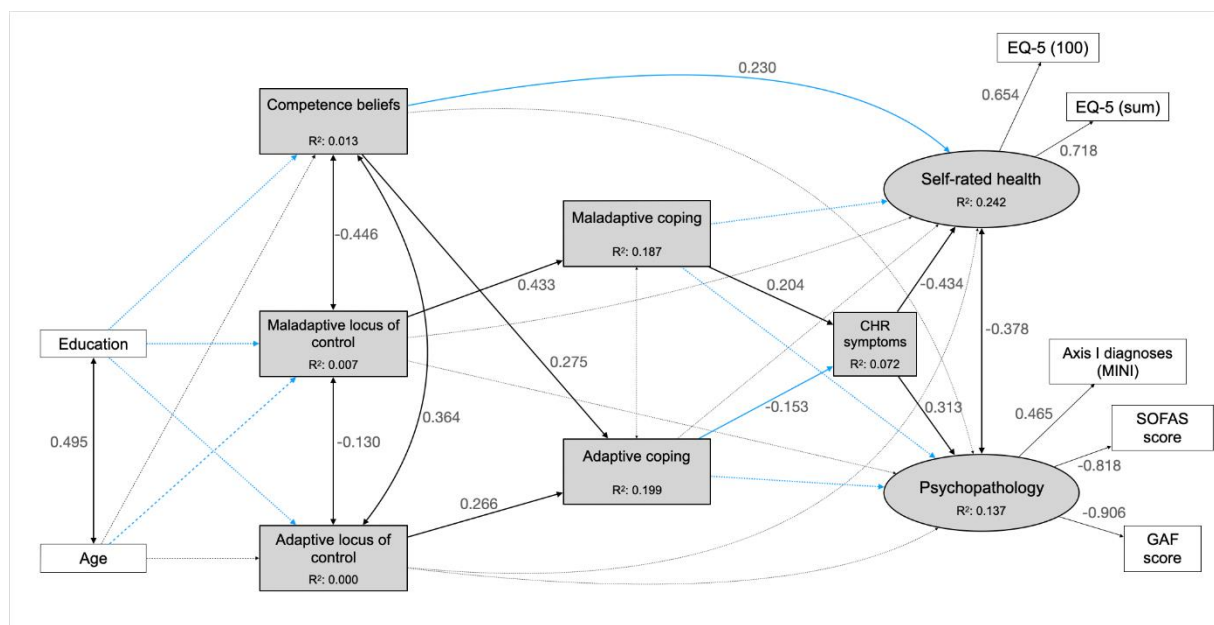 EQ-5 (100)
0.230
0.654
Competence beliefs
R²: 0.013
EQ-5 (sum)
0.718
Self-rated health
R²: 0.242
Maladaptive coping
R²: 0.187
-0.446
0.204
-0.434
0.433
Maladaptive locus of
control
R²: 0.007
CHR
symptoms
R²: 0.072
-0.378
Education
Axis I diagnoses
(MINI)
0.275
0.364
-0.153
0.313
0.465
0.495
-0.130
Adaptive coping
R²: 0.199
SOFAS
score
-0.818
Psychopathology
R²: 0.137
0.266
-0.906
Age
Adaptive locus of
control
R²: 0.000
GAF
score